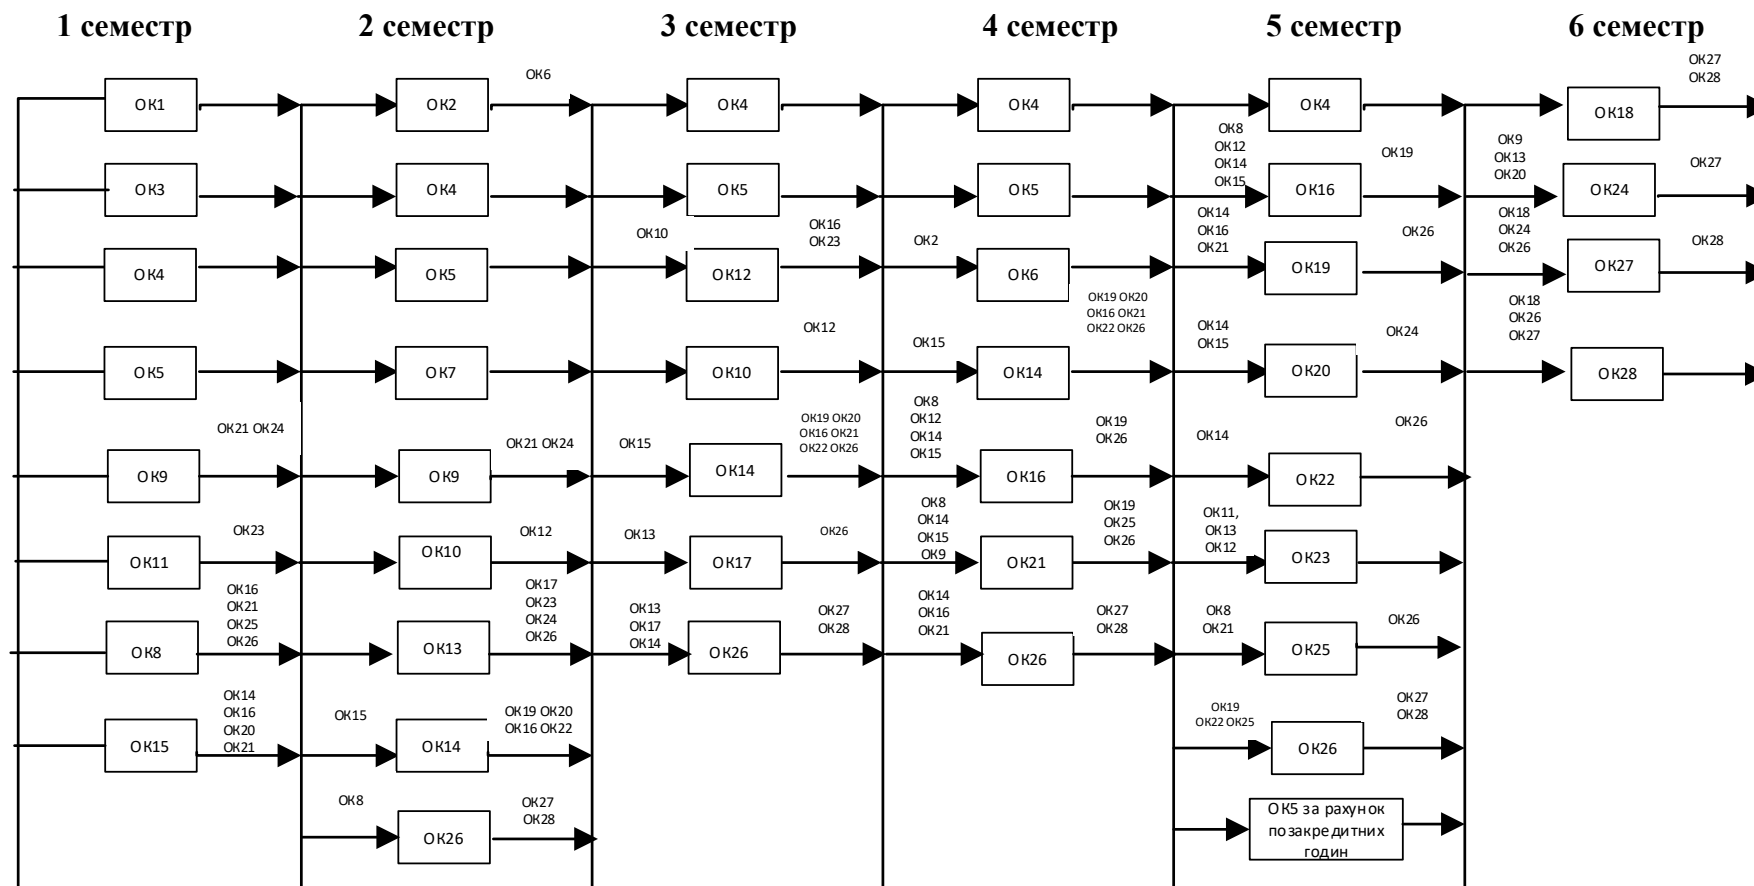 1 семестр
2 семестр
3 семестр
4 семестр
5 семестр
6 семестр
ОК1
ОК3
ОК4
ОК5
ОК21 ОК24
ОК9
ОК23
ОК11
ОК16
ОК21
ОК25
ОК26
ОК8
ОК14
ОК16
ОК20
ОК21
ОК15
ОК6
ОК2
ОК4
ОК5
ОК7
ОК21 ОК24
ОК9
ОК12
ОК10
ОК17
ОК23
ОК24
ОК26
ОК13
ОК15
ОК19 ОК20
ОК16 ОК22
ОК14
ОК8
ОК27
ОК28
ОК26
ОК4
ОК5
ОК10
ОК16
ОК23
ОК12
ОК12
ОК10
ОК15
ОК19 ОК20
ОК16 ОК21
ОК22 ОК26
ОК14
ОК13
ОК26
ОК17
ОК13
ОК17
ОК14
ОК27
ОК28
ОК26
ОК4
ОК5
ОК2
ОК6
ОК15
ОК19 ОК20
ОК16 ОК21
ОК22 ОК26
ОК14
ОК8
ОК12
ОК14
ОК15
ОК19
ОК26
ОК16
ОК8
ОК14
ОК15
ОК9
ОК19
ОК25
ОК26
ОК21
ОК14
ОК16
ОК21
ОК27
ОК28
ОК26
ОК4
ОК8
ОК12
ОК14
ОК15
ОК19
ОК16
ОК14
ОК16
ОК21
ОК26
ОК19
ОК14
ОК15
ОК24
ОК20
ОК14
ОК26
ОК22
ОК11,
ОК13
ОК12
ОК23
ОК8
ОК21
ОК26
ОК25
ОК19
ОК22 ОК25
ОК27
ОК28
ОК26
ОК5 за рахунок
позакредитних
годин
ОК27
ОК28
ОК18
ОК9
ОК13
ОК20
ОК27
ОК24
ОК18
ОК24
ОК26
ОК28
ОК27
ОК18
ОК26
ОК27
ОК28